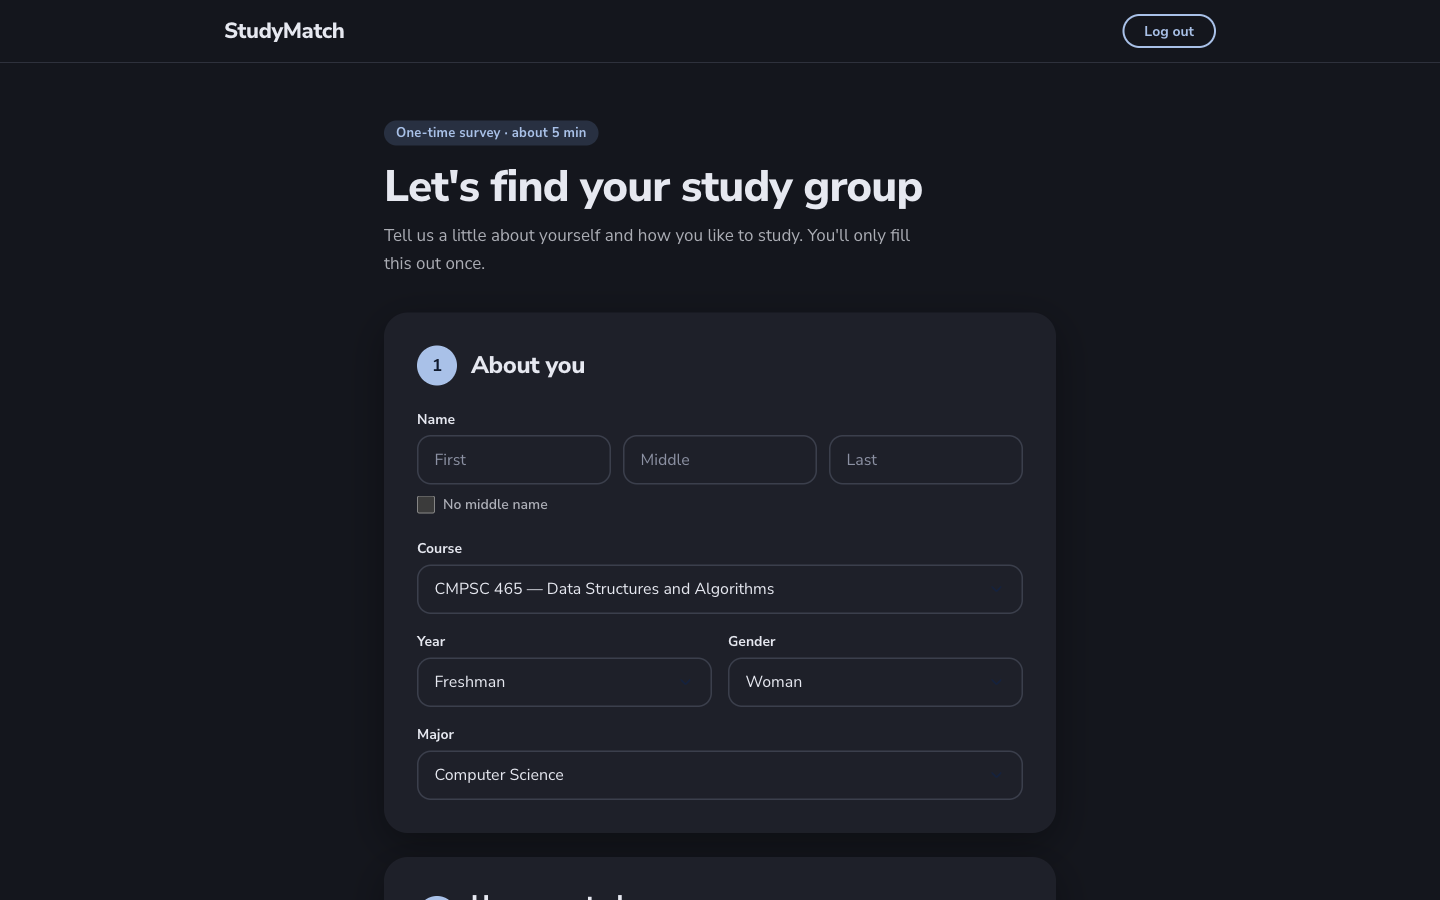 StudyMatch
Log out
One-time survey · about 5 min
Let's find your study group
Tell us a little about yourself and how you like to study. You'll only fill
this out once.
1
About you
Name
First
Middle
Last
No middle name
Course
CMPSC 465 — Data Structures and Algorithms
Year
Gender
Freshman
Woman
Major
Computer Science